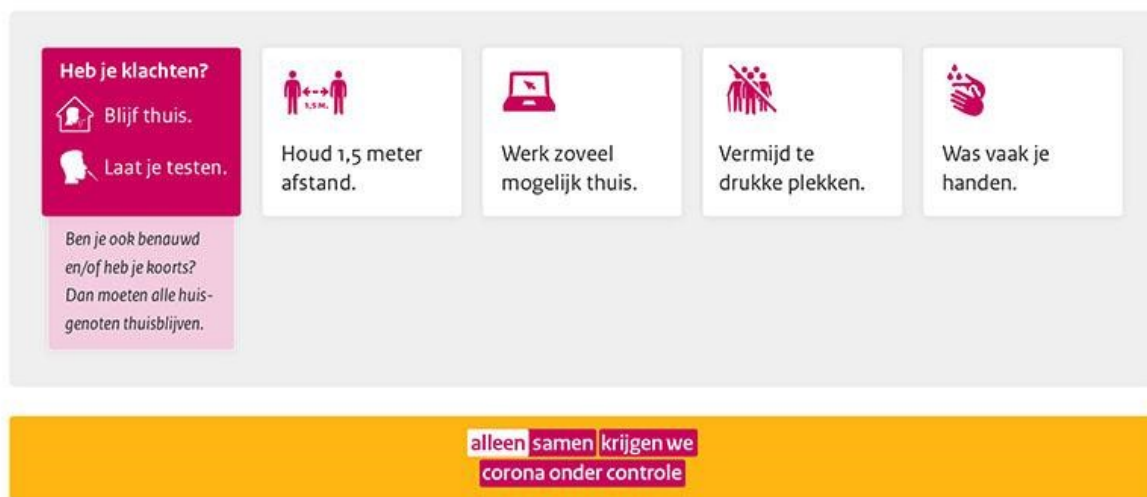 Heb je klachten?
Blijf thuis.
Laat je testen.
Ben je ook benauwd
en/of heb je koorts?
Dan moeten alle huis-
genoten thuisblijven.
1,5 M.
Houd 1,5 meter
afstand.
Werk zoveel
mogelijk thuis.
Vermijd te
drukke plekken.
Was vaak je
handen.
alleen samen krijgen we
corona onder controle